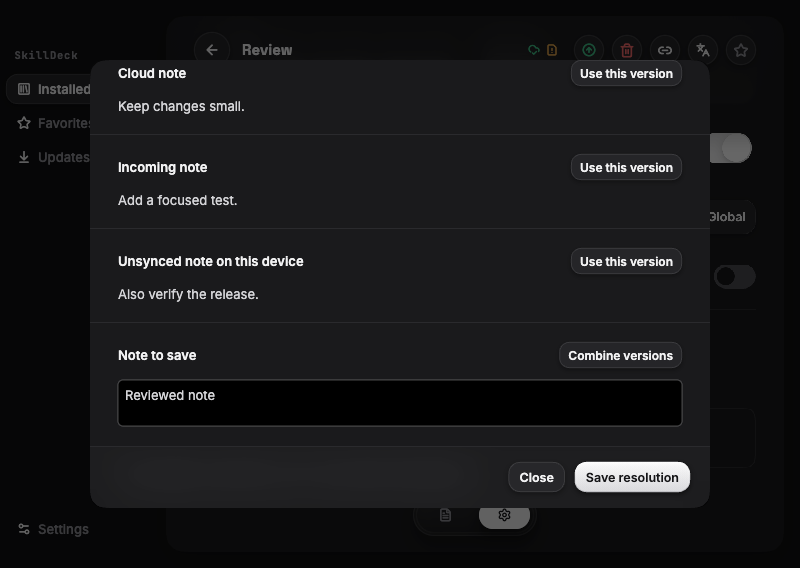 SkillDeck
Review
Installed
Favorites
Updates
Cloud note
Use this version
Keep changes small.
Incoming note
Use this version
Add a focused test.
Global
Unsynced note on this device
Use this version
Also verify the release.
Note to save
Combine versions
Reviewed note
Close
Save resolution
Settings